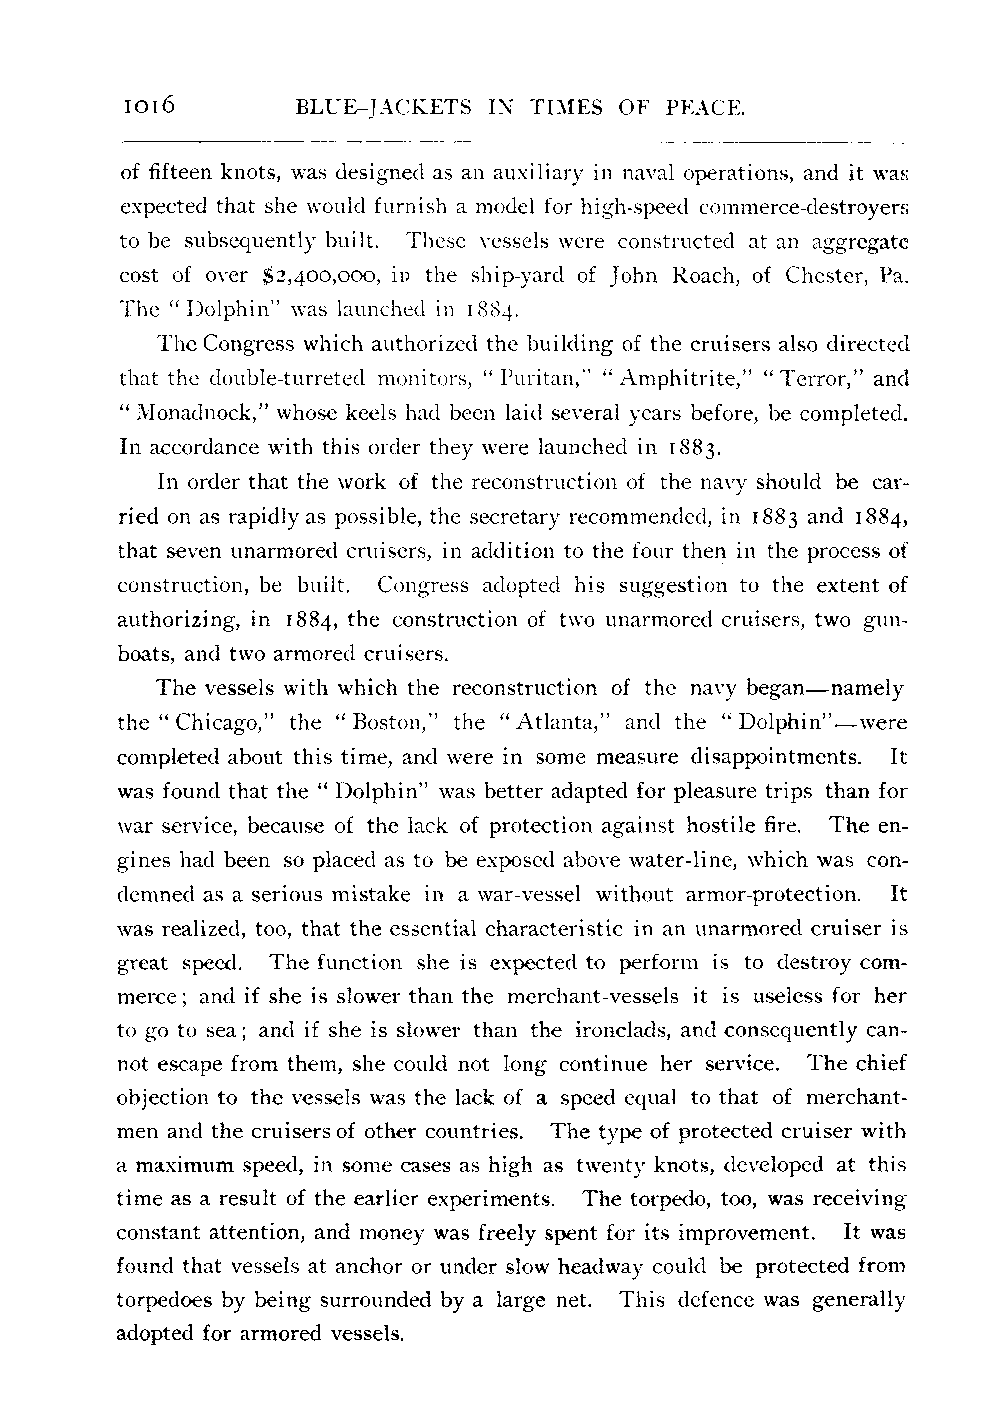 1016 BLUE-JACKETS IN TIMES OF PEACE.
of fifteen knots, was designed as an auxiliary in naval operations, and it was
expected that she would furnish a model for high-speed commerce-destroyers
to be subsequently built. These vessels were constructed at an aggregate
cost of over $2,400,000, in the ship-yard of John Roach, of Chester, Pa.
The “ Dolphin” was launched in 1884.
The Congress which authorized the building of the cruisers also directed
that the double-turreted monitors, “ Puritan,” “ Amphitrite,” “ Terror,” and
“ Monadnock,” whose keels had been laid several years before, be completed.
In accordance with this order they were launched in 1883.
In order that the work of the reconstruction of the navy should be car-
ried on as rapidly as possible, the secretary recommended, in 1883 and 1884,
that seven unarmored cruisers, in addition to the four then in the process of
construction, be built. Congress adopted his suggestion to the extent of
authorizing, in 1884, the construction of two unarmored cruisers, two gun-
boats, and two armored cruisers.
The vessels with which the reconstruction of the navy began—namely
the “ Chicago,” the “ Boston,” the “ Atlanta,” and the “ Dolphin”—were
completed about this time, and were in some measure disappointments. It
was found that the “ Dolphin” was better adapted for pleasure trips than for
war service, because of the lack of protection against hostile fire. The en-
gines had been so placed as to be exposed above water-line, which was con-
demned as a serious mistake in a war-vessel without armor-protection. It
was realized, too, that the essential characteristic in an unarmored cruiser is
great speed. The function she is expected to perform is to destroy com-
merce; and if she is slower than the merchant-vessels it is useless for her
to go to sea; and if she is slower than the ironclads, and consequently can-
not escape from them, she could not long continue her service. The chief
objection to the vessels was the lack of a speed equal to that of merchant-
men and the cruisers of other countries. The type of protected cruiser with
a maximum speed, in some cases as high as twenty knots, developed at this
time as a result of the earlier experiments. The torpedo, too, was receiving
constant attention, and money was freely spent for its improvement. It was
found that vessels at anchor or under slow headway could be protected from
torpedoes by being surrounded by a large net. This defence was generally
adopted for armored vessels.